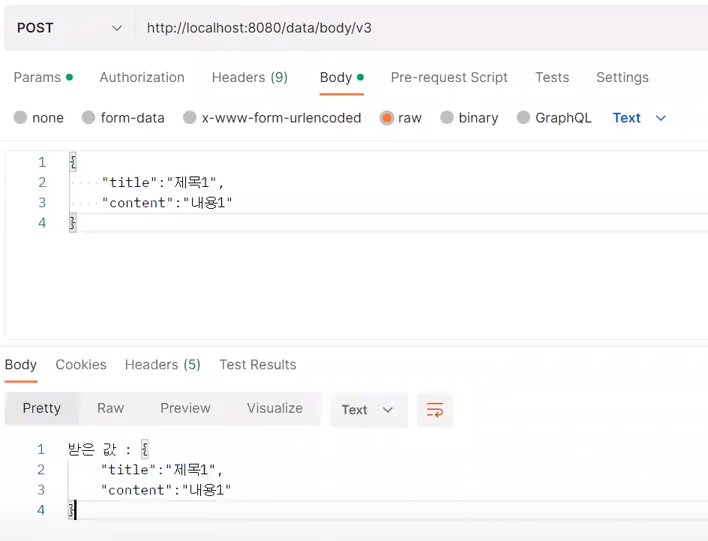 POST http://localhost:8080/data/body/v3
Params Authorization Headers (9) Body Pre-request Script Tests Settings
none form-data x-www-form-urlencoded raw binary GraphQL Text
1 {
2 "title":"제목1",
3 "content":"내용1"
4 }
Body Cookies Headers (5) Test Results
Pretty Raw Preview Visualize Text
1 받은 값 : {
2 "title":"제목1",
3 "content":"내용1"
4 }